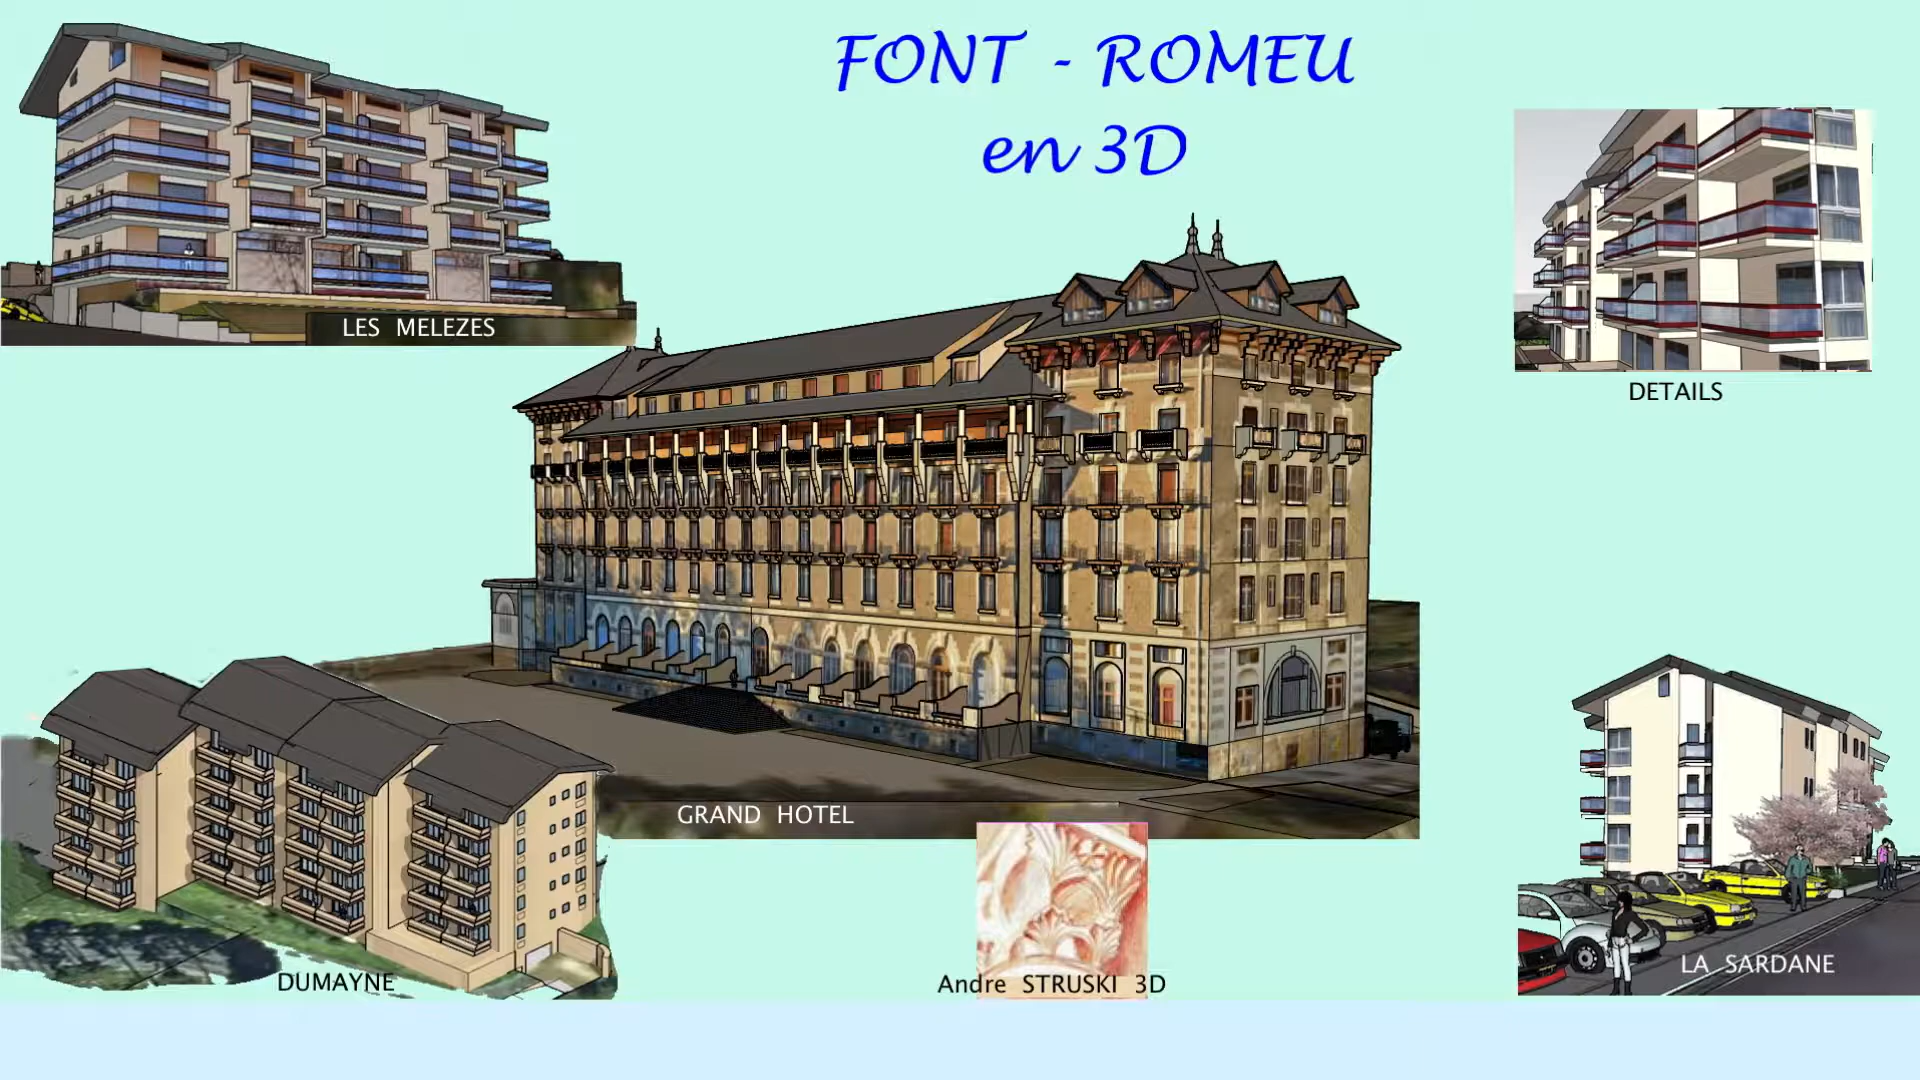 FONT - ROMEU
en 3D
LES MELEZES
DETAILS
GRAND HOTEL
LA SARDANE
DUMAYNE
Andre STRUSKI 3D